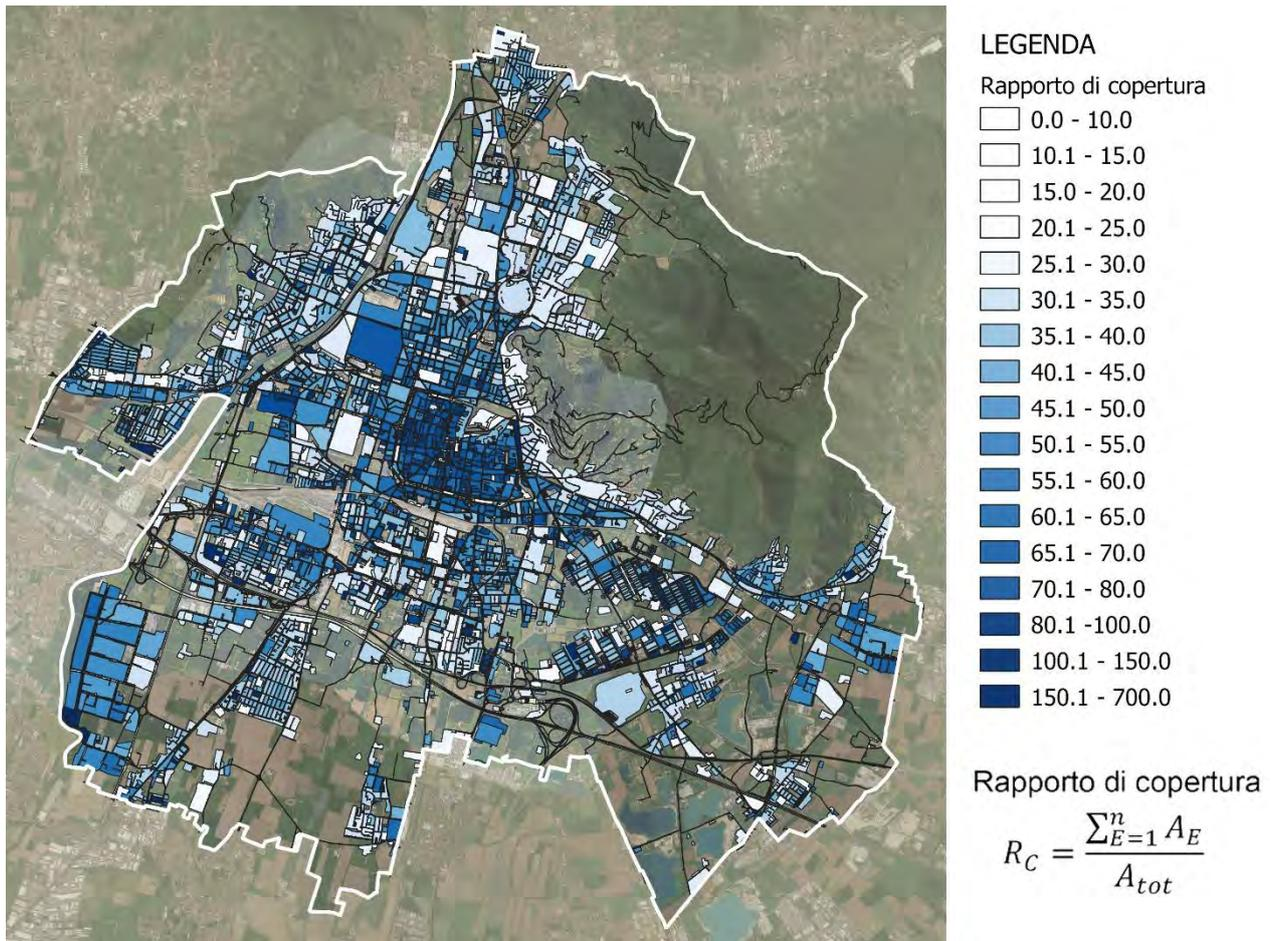 LEGENDA
Rapporto di copertura
0.0 - 10.0
10.1 - 15.0
15.0 - 20.0
20.1 - 25.0
25.1 - 30.0
30.1 - 35.0
35.1 - 40.0
40.1 - 45.0
45.1 - 50.0
50.1 - 55.0
55.1 - 60.0
60.1 - 65.0
65.1 - 70.0
70.1 - 80.0
80.1 -100.0
100.1 - 150.0
150.1 - 700.0
Rapporto di copertura
$R_C = \frac{\sum_{E=1}^{n} A_E}{A_{tot}}$